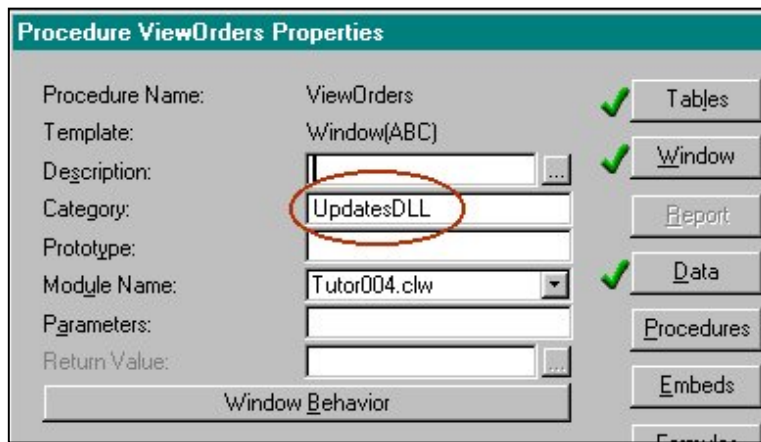 Procedure ViewOrders Properties
Procedure Name: ViewOrders
Tables
Template: Window(ABC)
Description: ...
Window
Category: UpdatesDLL
Report
Prototype:
Module Name: Tutor004.clw
Data
Parameters:
Procedures
Return Value: ...
Window Behavior
Embeds
Formulas